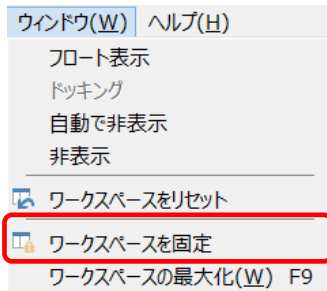 ウィンドウ(W) ヘルプ(H)
フロート表示
ドッキング
自動で非表示
非表示
ワークスペースをリセット
ワークスペースを固定
ワークスペースの最大化(W) F9